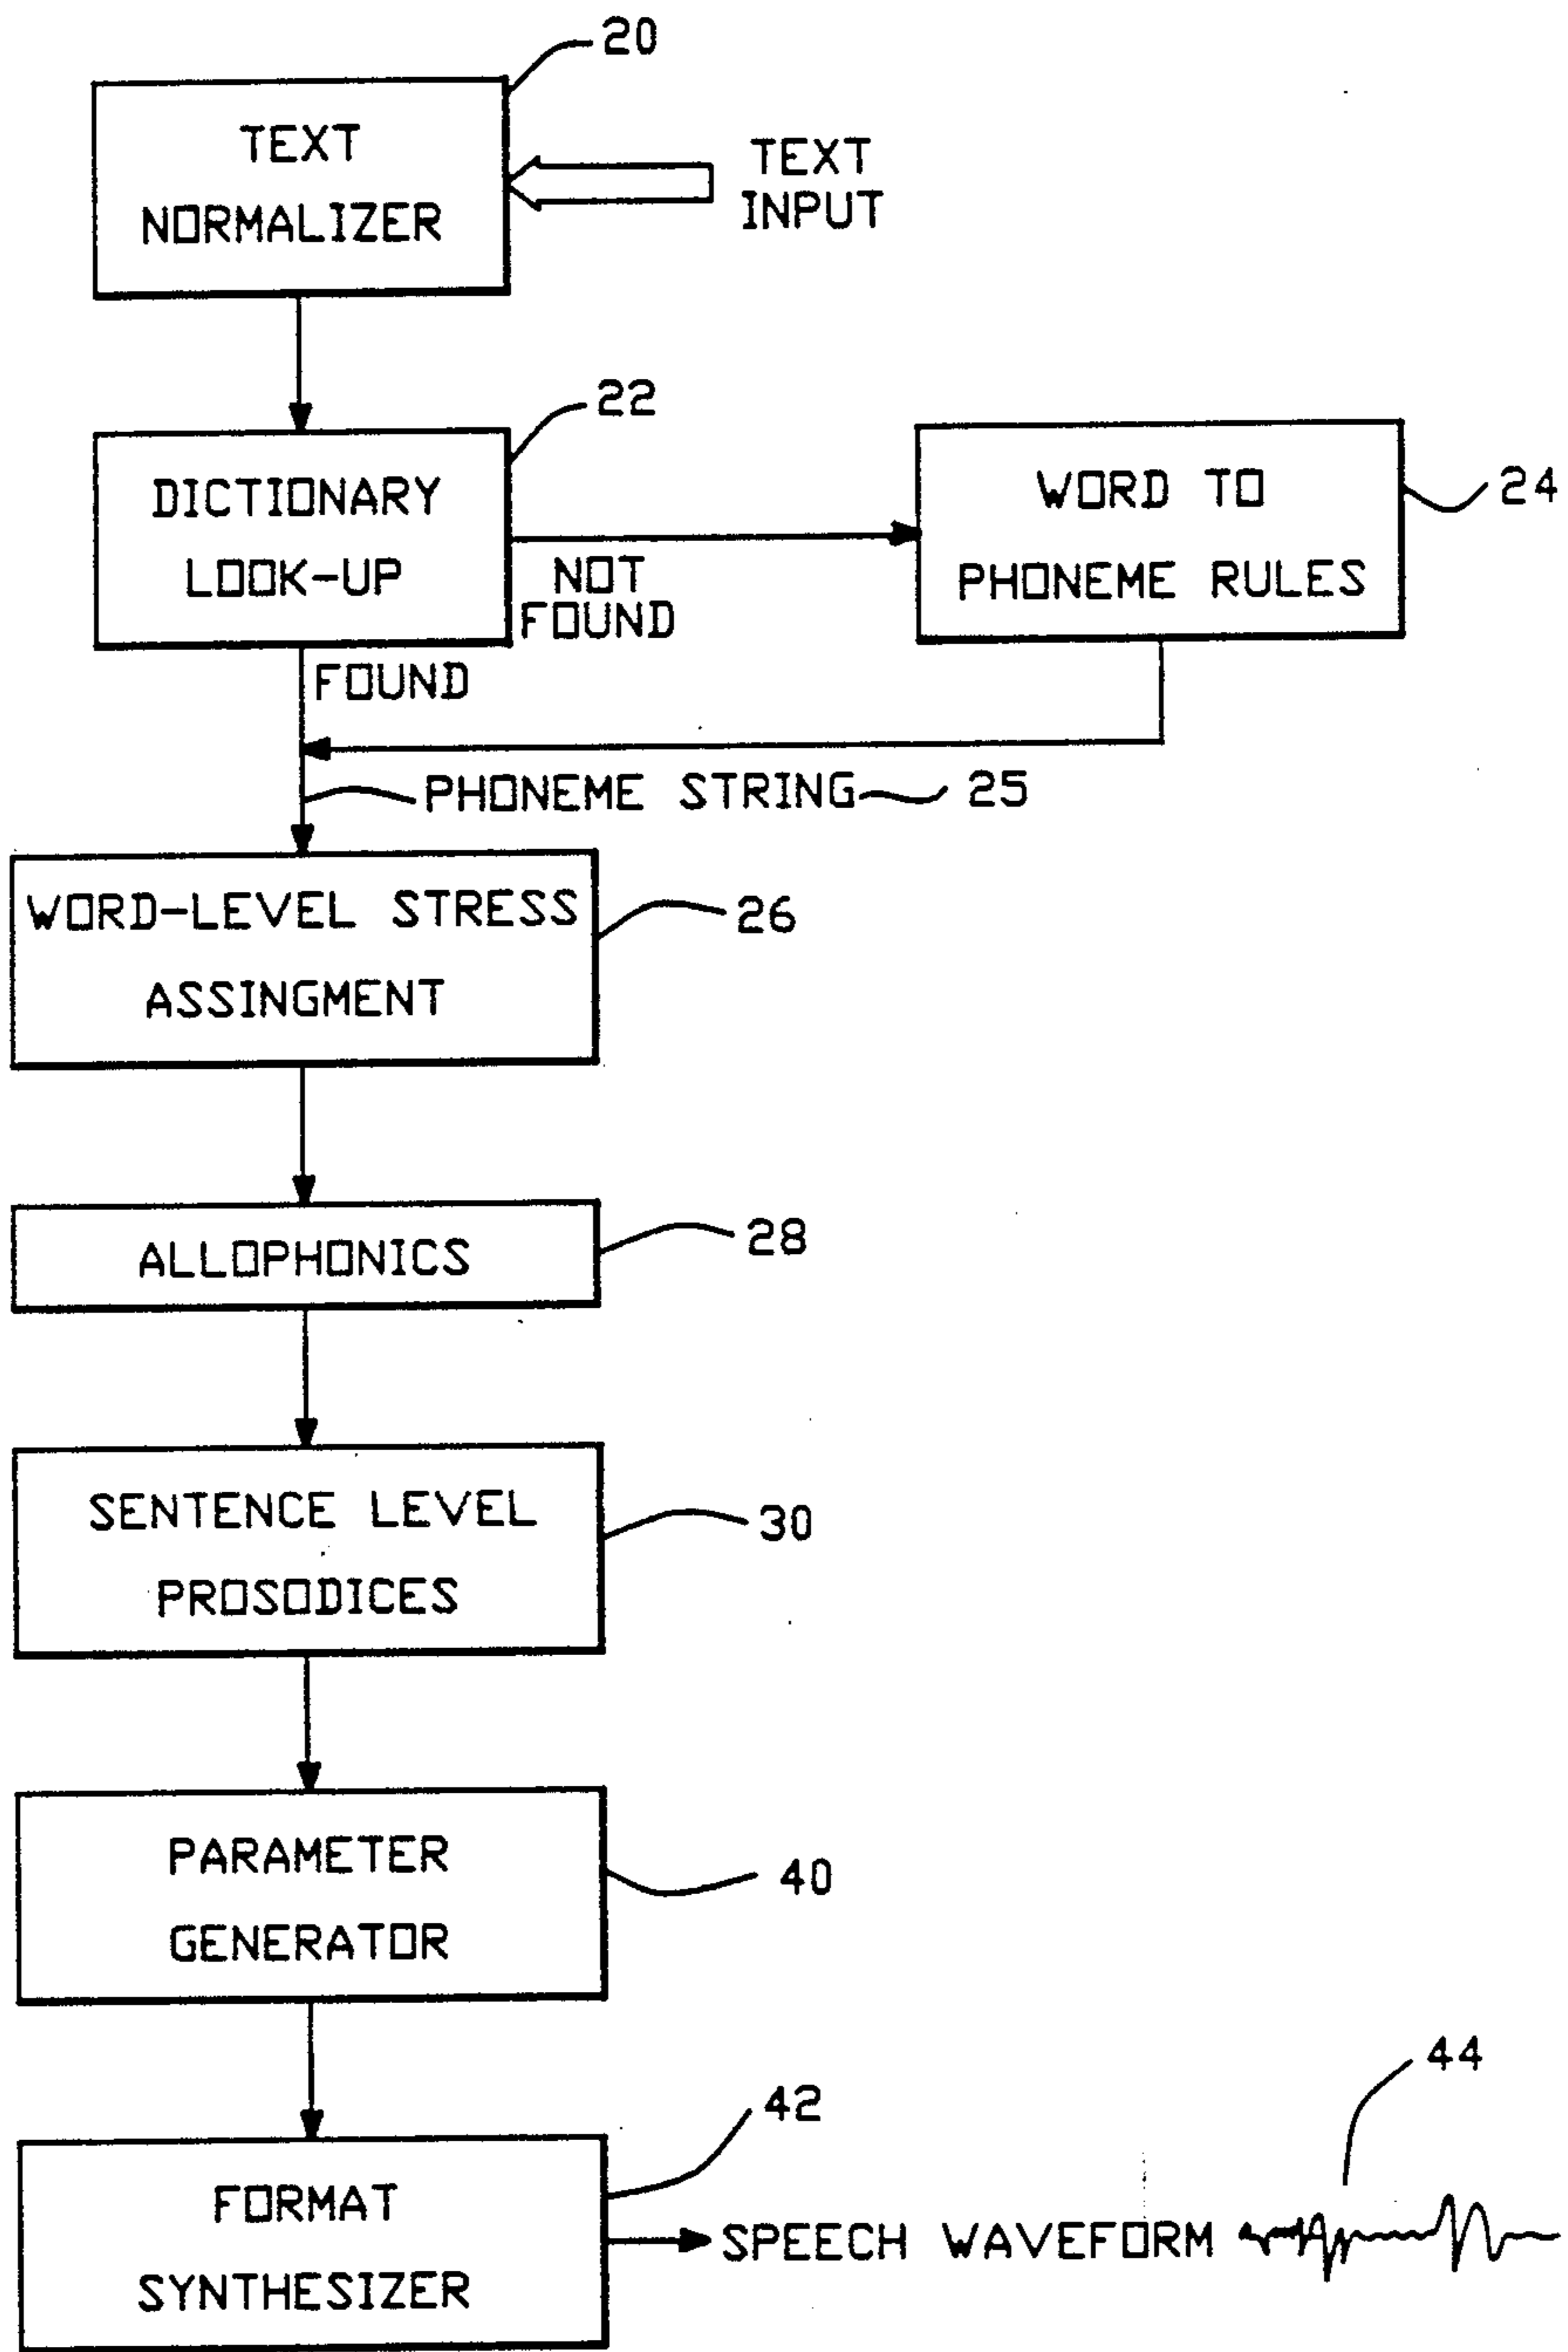 20
TEXT
NORMALIZER
TEXT
INPUT
22
DICTIONARY
LOOK-UP
NOT
FOUND
WORD TO
PHONEME RULES
24
FOUND
PHONEME STRING 25
WORD-LEVEL STRESS
ASSINGMENT
26
ALLOPHONICS
28
SENTENCE LEVEL
PROSODICES
30
PARAMETER
GENERATOR
40
42
FORMAT
SYNTHESIZER
SPEECH WAVEFORM
44